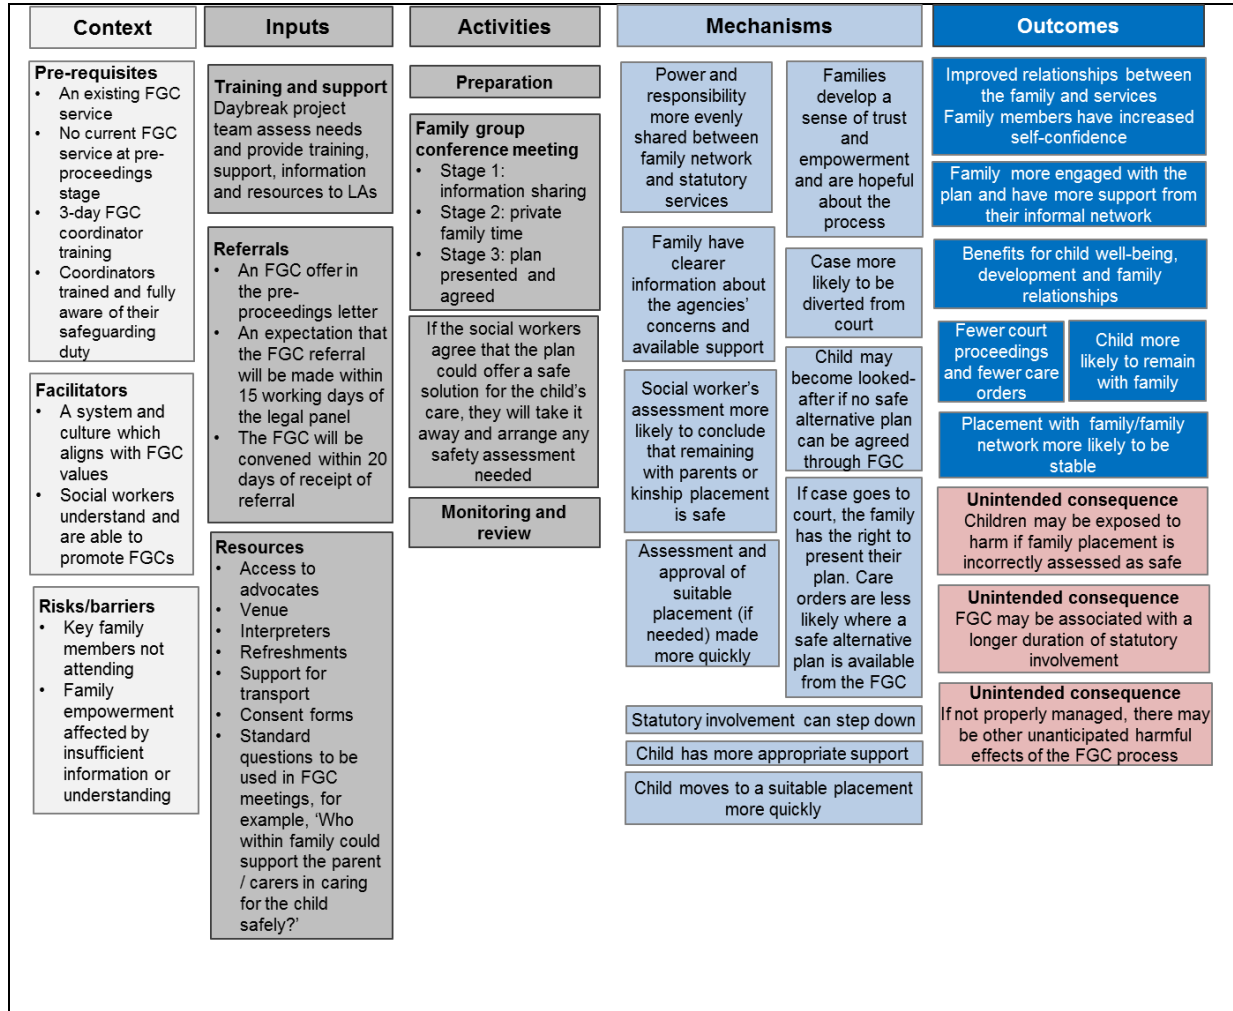 Context
Pre-requisites
• An existing FGC
service
• No current FGC
service at pre-
proceedings
stage
• 3-day FGC
coordinator
training
• Coordinators
trained and fully
aware of their
safeguarding
duty
Facilitators
• A system and
culture which
aligns with FGC
values
• Social workers
understand and
are able to
promote FGCs
Risks/barriers
• Key family
members not
attending
• Family
empowerment
affected by
insufficient
information or
understanding
Inputs
Training and support
Daybreak project
team assess needs
and provide training,
support, information
and resources to LAs
Referrals
• An FGC offer in
the pre-
proceedings letter
• An expectation that
the FGC referral
will be made within
15 working days of
the legal panel
• The FGC will be
convened within 20
days of receipt of
referral
Resources
• Access to
advocates
• Venue
• Interpreters
• Refreshments
• Support for
transport
• Consent forms
• Standard
questions to be
used in FGC
meetings, for
example, ‘Who
within family could
support the parent
/ carers in caring
for the child
safely?’
Activities
Preparation
Family group
conference meeting
• Stage 1:
information sharing
• Stage 2: private
family time
• Stage 3: plan
presented and
agreed
If the social workers
agree that the plan
could offer a safe
solution for the child’s
care, they will take it
away and arrange any
safety assessment
needed
Monitoring and
review
Mechanisms
Power and
responsibility
more evenly
shared between
family network
and statutory
services
Family have
clearer
information about
the agencies’
concerns and
available support
Social worker’s
assessment more
likely to conclude
that remaining
with parents or
kinship placement
is safe
Assessment and
approval of
suitable
placement (if
needed) made
more quickly
Families
develop a
sense of trust
and
empowerment
and are hopeful
about the
process
Case more
likely to be
diverted from
court
Child may
become looked-
after if no safe
alternative plan
can be agreed
through FGC
If case goes to
court, the family
has the right to
present their
plan. Care
orders are less
likely where a
safe alternative
plan is available
from the FGC
Statutory involvement can step down
Child has more appropriate support
Child moves to a suitable placement
more quickly
Outcomes
Improved relationships between
the family and services
Family members have increased
self-confidence
Family more engaged with the
plan and have more support from
their informal network
Benefits for child well-being,
development and family
relationships
Fewer court
proceedings
and fewer care
orders
Child more
likely to remain
with family
Placement with family/family
network more likely to be
stable
Unintended consequence
Children may be exposed to
harm if family placement is
incorrectly assessed as safe
Unintended consequence
FGC may be associated with a
longer duration of statutory
involvement
Unintended consequence
If not properly managed, there may
be other unanticipated harmful
effects of the FGC process